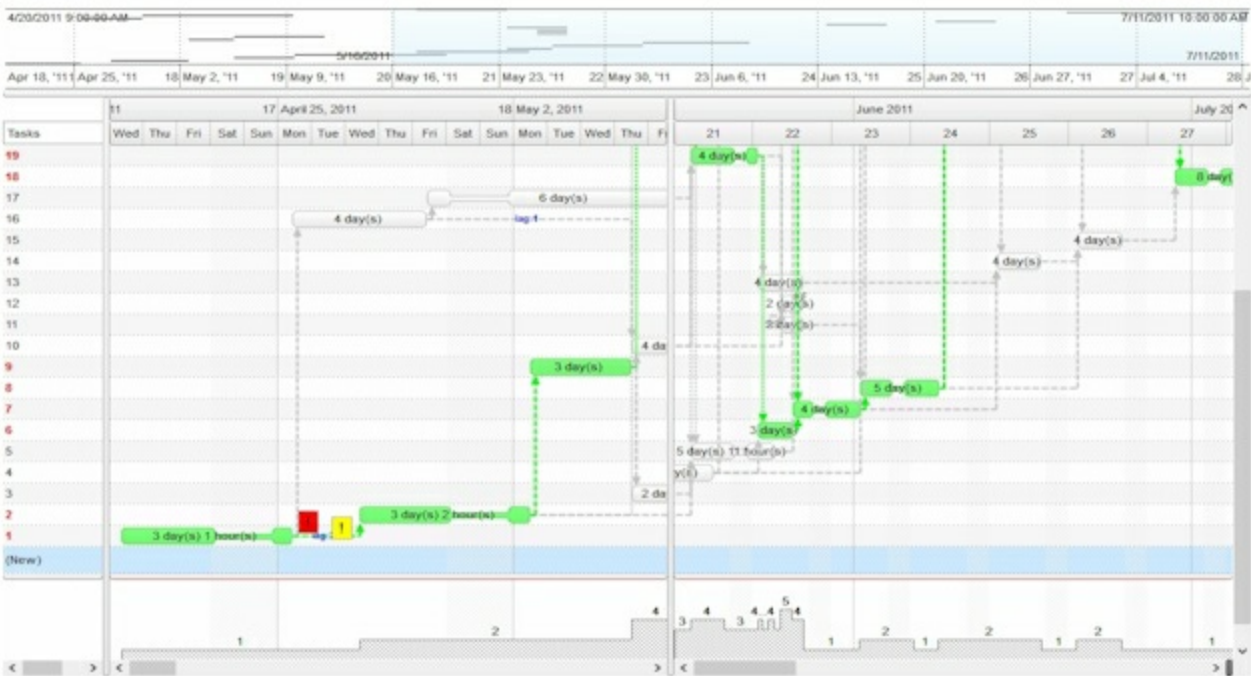 4/20/2011 9:00:00 AM 7/11/2011 10:00:00 AM
5/16/2011 7/11/2011
Apr 18, '11 Apr 25, '11 18 May 2, '11 19 May 9, '11 20 May 16, '11 21 May 23, '11 22 May 30, '11 23 Jun 6, '11 24 Jun 13, '11 25 Jun 20, '11 26 Jun 27, '11 27 Jul 4, '11 28
11 17 April 25, 2011 18 May 2, 2011 June 2011 July 20
Tasks Wed Thu Fri Sat Sun Mon Tue Wed Thu Fri Sat Sun Mon Tue Wed Thu Fr 21 22 23 24 25 26 27
19 4 day(s)
18 8 day(
17 6 day(s)
16 4 day(s) lag:1
15 4 day(s)
14 4 day(s)
13 4 day(s)
12 2 day(s)
11 day(s)
10 4 da
9 3 day(s)
8 5 day(s)
7 4 day(s)
6 3 day(s)
5 5 day(s) 11 hour(s)
4 y(s)
3 2 da
2 3 day(s) 2 hour(s)
! !
1 3 day(s) 1 hour(s)
(New)
1 2 4 3 4 3 4 4 5 4 1 2 1 2 1 2 1